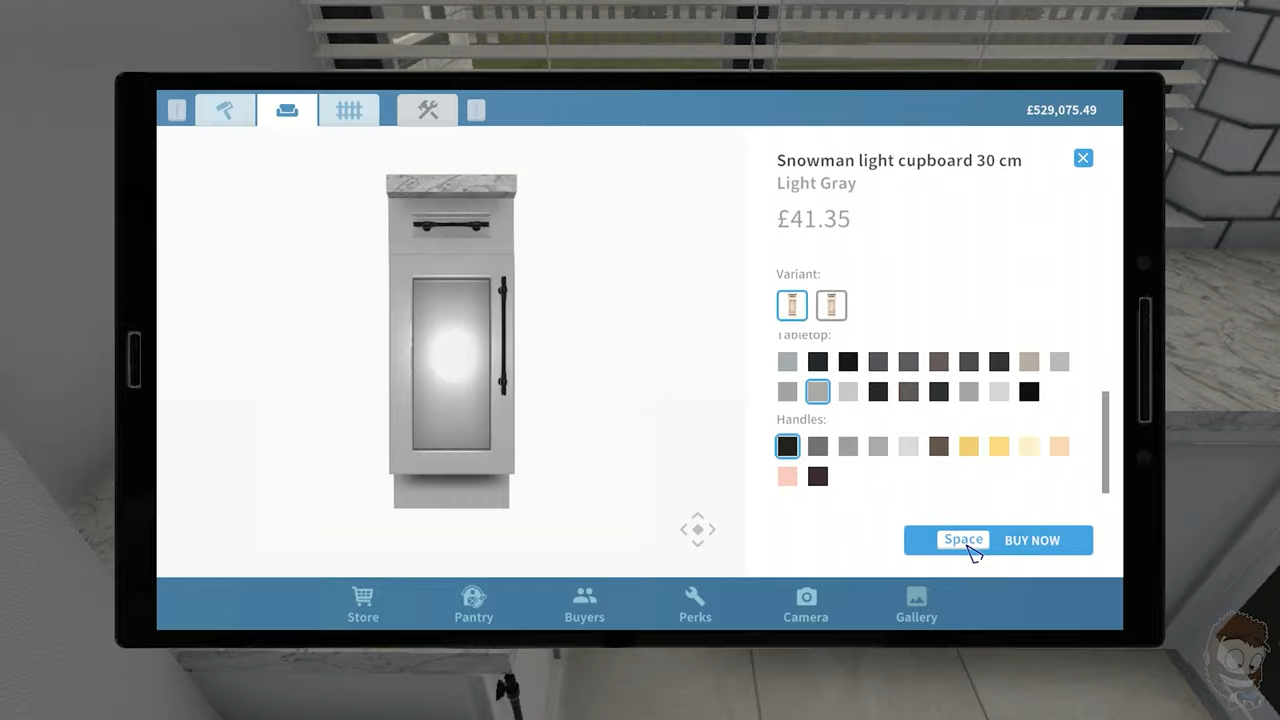 £529,075.49
Snowman light cupboard 30 cm
Light Gray
£41.35
Variant:
Tabletop:
Handles:
Space BUY NOW
Store Pantry Buyers Perks Camera Gallery